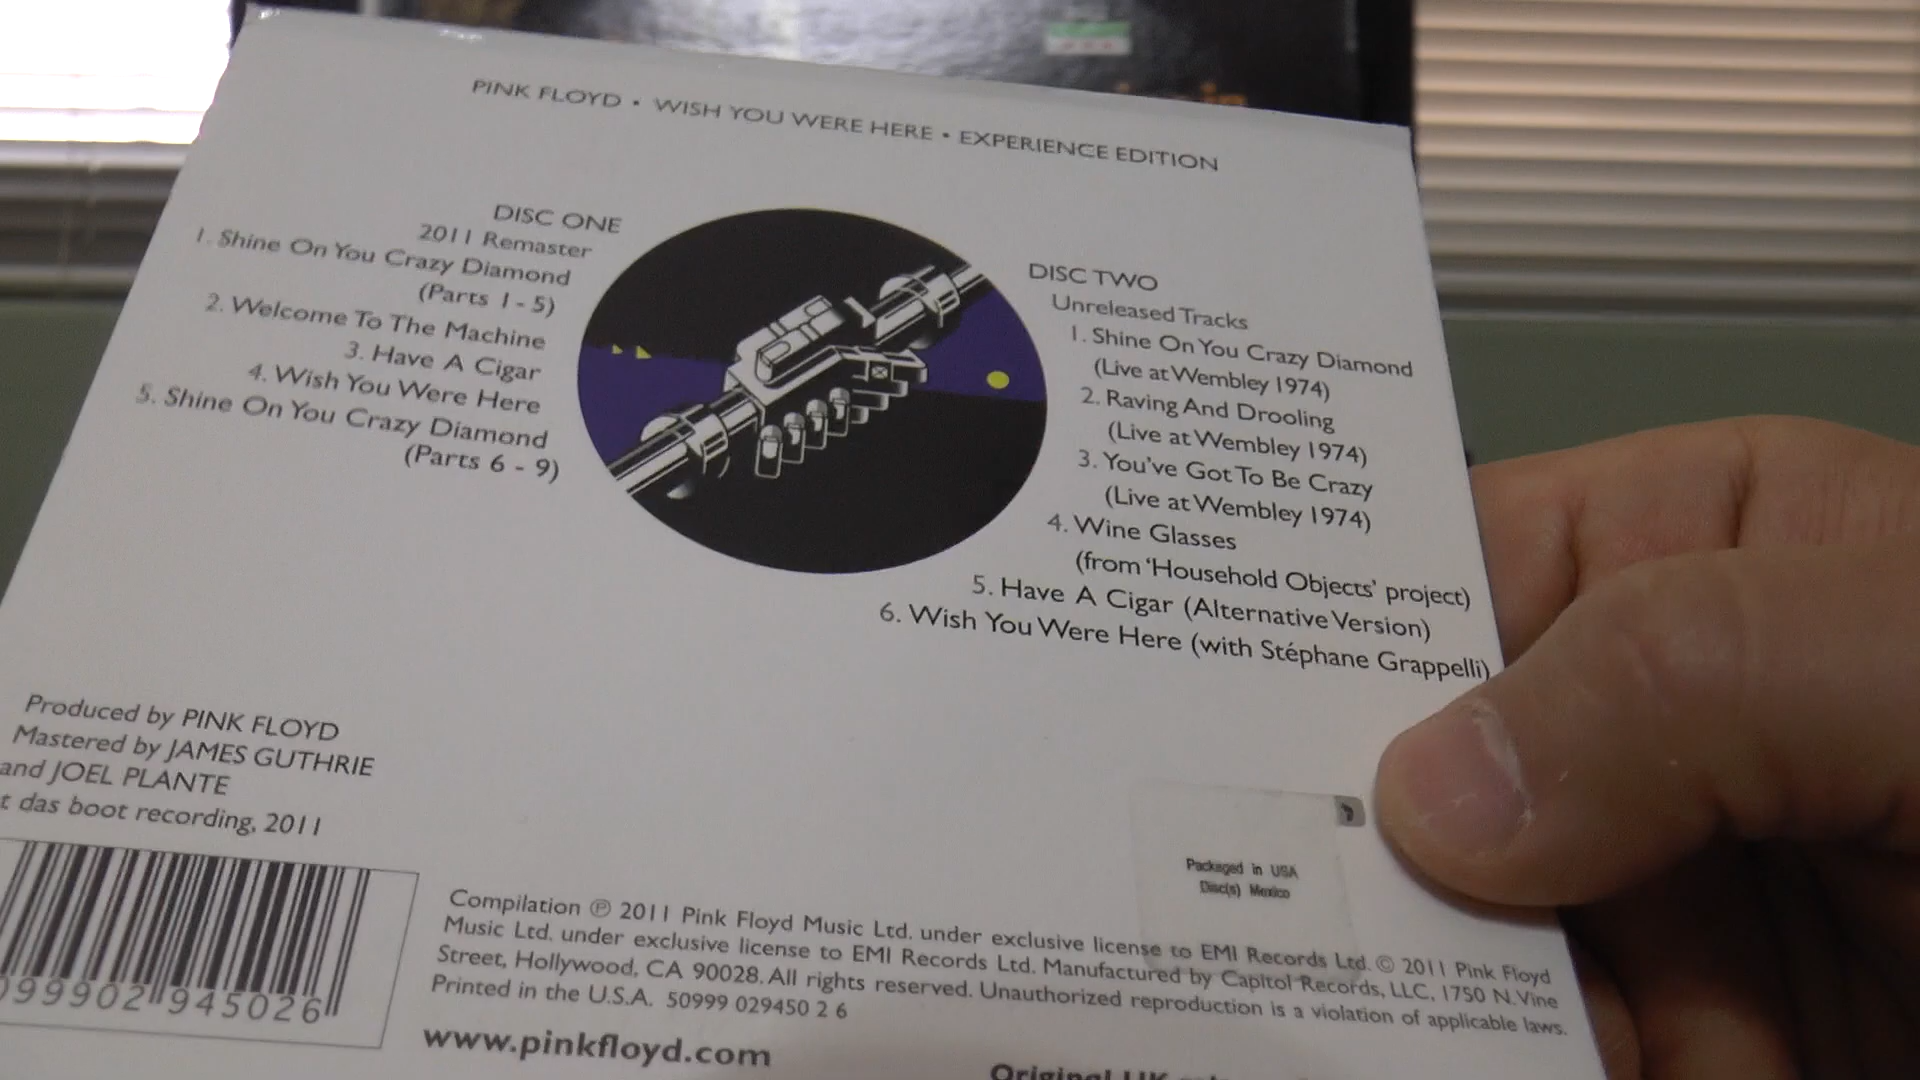 PINK FLOYD • WISH YOU WERE HERE • EXPERIENCE EDITION
DISC ONE
2011 Remaster
1. Shine On You Crazy Diamond
(Parts 1 - 5)
2. Welcome To The Machine
3. Have A Cigar
4. Wish You Were Here
5. Shine On You Crazy Diamond
(Parts 6 - 9)
DISC TWO
Unreleased Tracks
1. Shine On You Crazy Diamond
(Live at Wembley 1974)
2. Raving And Drooling
(Live at Wembley 1974)
3. You've Got To Be Crazy
(Live at Wembley 1974)
4. Wine Glasses
(from 'Household Objects' project)
5. Have A Cigar (Alternative Version)
6. Wish You Were Here (with Stéphane Grappelli)
Produced by PINK FLOYD
Mastered by JAMES GUTHRIE
and JOEL PLANTE
das boot recording, 2011
Packaged in USA
Disc(s) Mexico
99902 945026
Compilation ℗ 2011 Pink Floyd Music Ltd. under exclusive license to EMI Records Ltd. © 2011 Pink Floyd
Music Ltd. under exclusive license to EMI Records Ltd. Manufactured by Capitol Records, LLC, 1750 N. Vine
Street, Hollywood, CA 90028. All rights reserved. Unauthorized reproduction is a violation of applicable laws.
Printed in the U.S.A. 50999 029450 2 6
www.pinkfloyd.com
Original UK